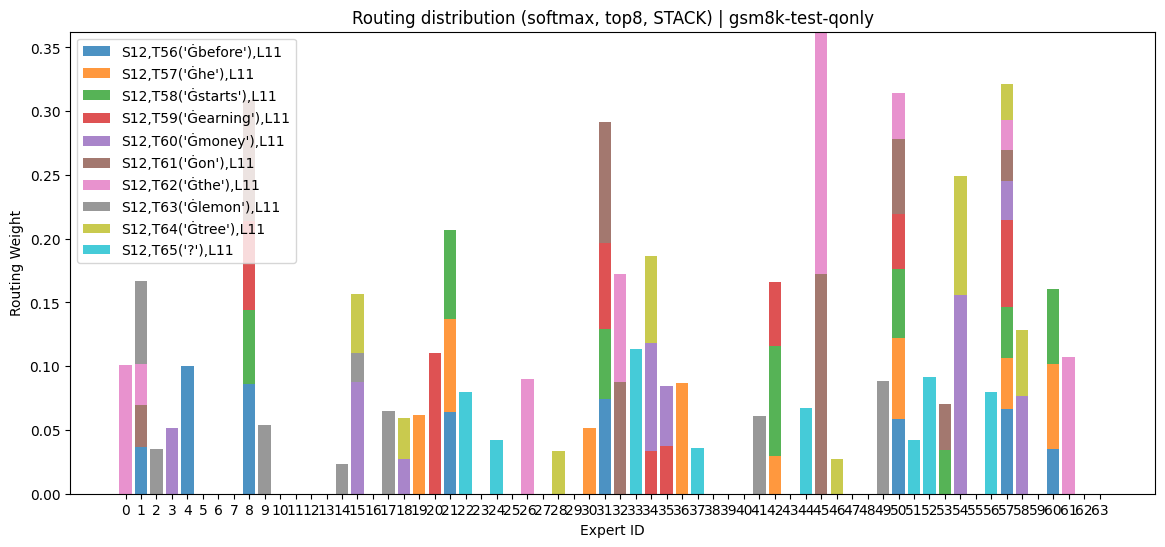 Routing distribution (softmax, top8, STACK) | gsm8k-test-qonly
S12,T56('Ġbefore'),L11
S12,T57('Ġhe'),L11
S12,T58('Ġstarts'),L11
S12,T59('Ġearning'),L11
S12,T60('Ġmoney'),L11
S12,T61('Ġon'),L11
S12,T62('Ġthe'),L11
S12,T63('Ġlemon'),L11
S12,T64('Ġtree'),L11
S12,T65('?'),L11
0.35
0.30
0.25
0.20
0.15
0.10
0.05
0.00
Routing Weight
0 1 2 3 4 5 6 7 8 9 10 11 12 13 14 15 16 17 18 19 20 21 22 23 24 25 26 27 28 29 30 31 32 33 34 35 36 37 38 39 40 41 42 43 44 45 46 47 48 49 50 51 52 53 54 55 56 57 58 59 60 61 62 63
Expert ID